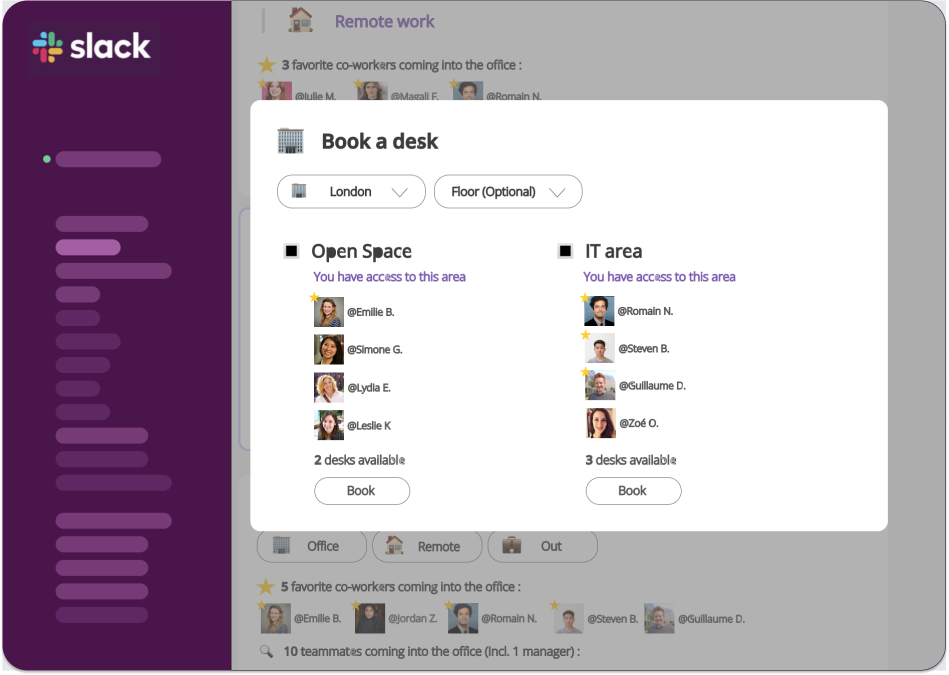 slack
Remote work
3 favorite co-workers coming into the office :
@Julie M. @Magali F. @Romain N.
Book a desk
London Floor (Optional)
Open Space
You have access to this area
@Emilie B.
@Simone G.
@Lydia E.
@Leslie K
2 desks available
Book
IT area
You have access to this area
@Romain N.
@Steven B.
@Guillaume D.
@Zoé O.
3 desks available
Book
Office Remote Out
5 favorite co-workers coming into the office :
@Emilie B. @Jordan Z. @Romain N. @Steven B. @Guillaume D.
10 teammates coming into the office (Incl. 1 manager) :